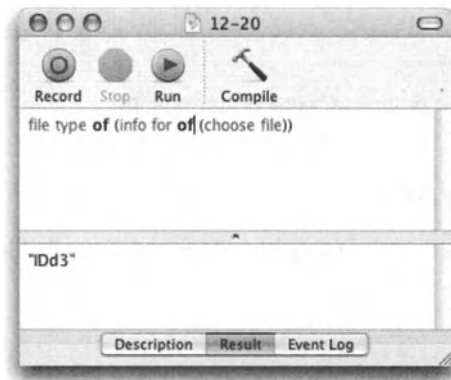 12-20
Record Stop Run Compile
file type of (info for of (choose file))
"IDd3"
Description Result Event Log